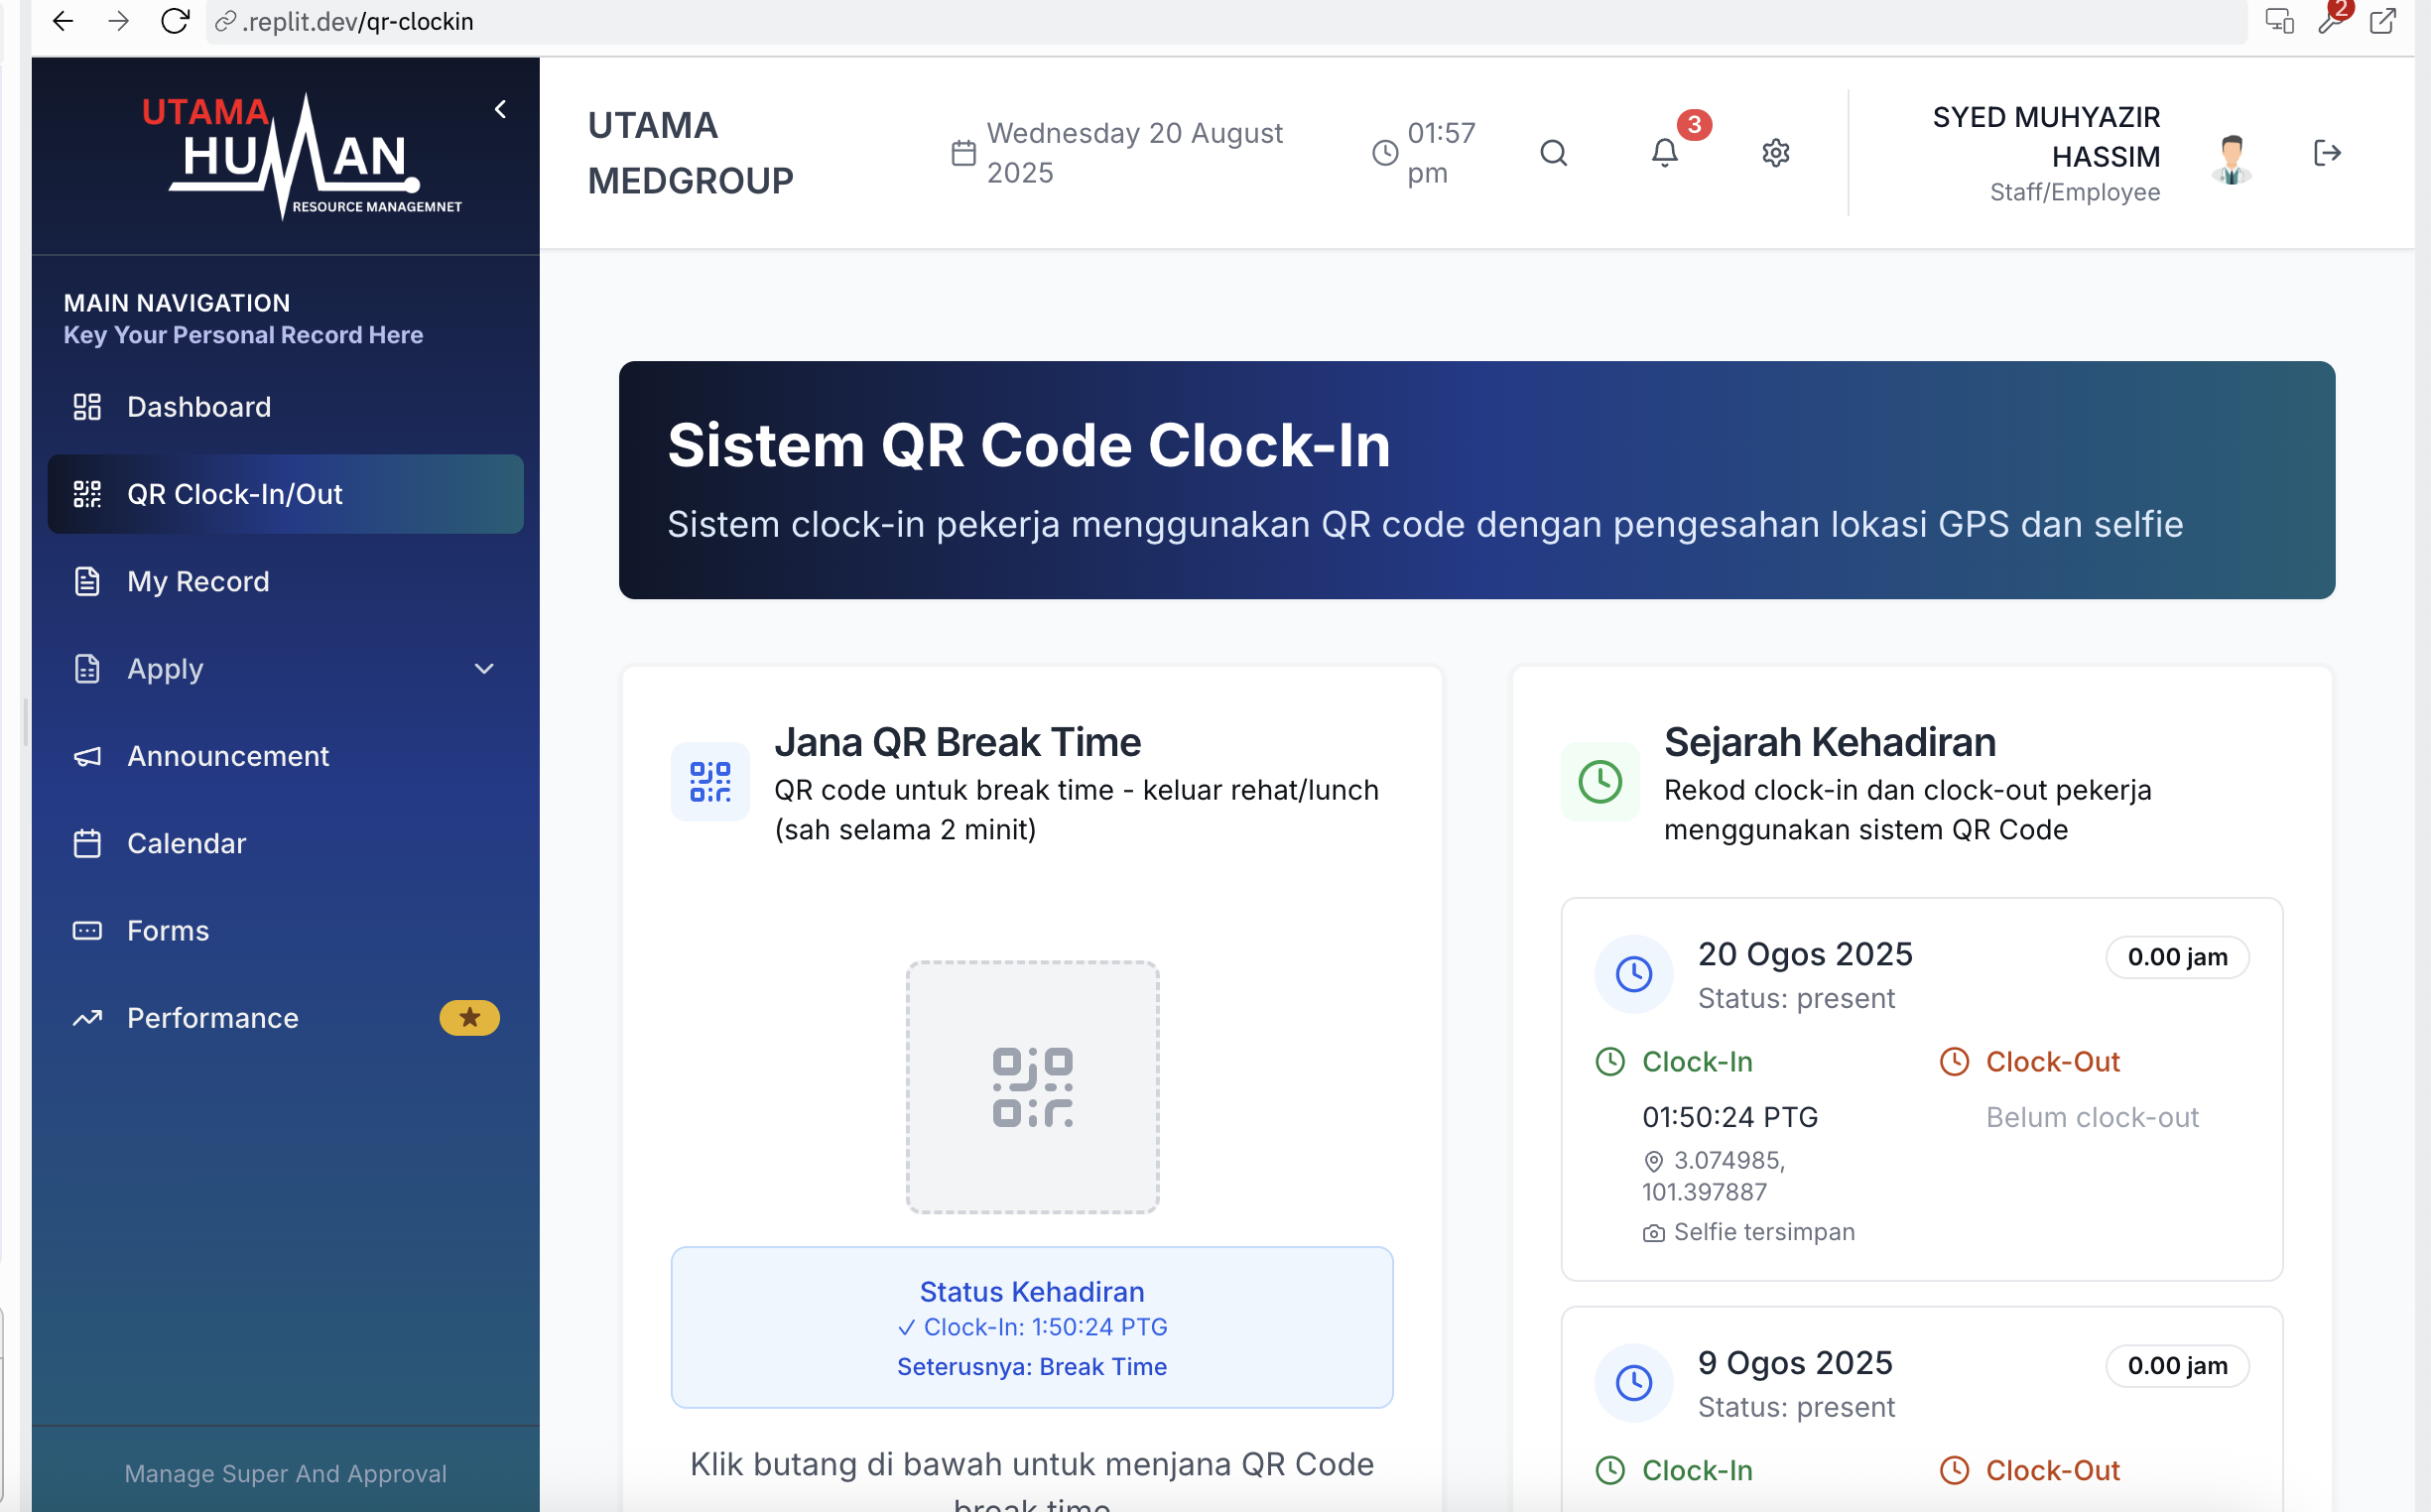 .replit.dev/qr-clockin
2
UTAMA
HUMAN
RESOURCE MANAGEMNET
UTAMA
MEDGROUP
Wednesday 20 August
2025
01:57
pm
3
SYED MUHYAZIR
HASSIM
Staff/Employee
MAIN NAVIGATION
Key Your Personal Record Here
Dashboard
QR Clock-In/Out
My Record
Apply
Announcement
Calendar
Forms
Performance
Manage Super And Approval
Sistem QR Code Clock-In
Sistem clock-in pekerja menggunakan QR code dengan pengesahan lokasi GPS dan selfie
Jana QR Break Time
QR code untuk break time - keluar rehat/lunch
(sah selama 2 minit)
Status Kehadiran
✓ Clock-In: 1:50:24 PTG
Seterusnya: Break Time
Klik butang di bawah untuk menjana QR Code
break time
Sejarah Kehadiran
Rekod clock-in dan clock-out pekerja
menggunakan sistem QR Code
20 Ogos 2025
0.00 jam
Status: present
Clock-In
Clock-Out
01:50:24 PTG
Belum clock-out
3.074985,
101.397887
Selfie tersimpan
9 Ogos 2025
0.00 jam
Status: present
Clock-In
Clock-Out